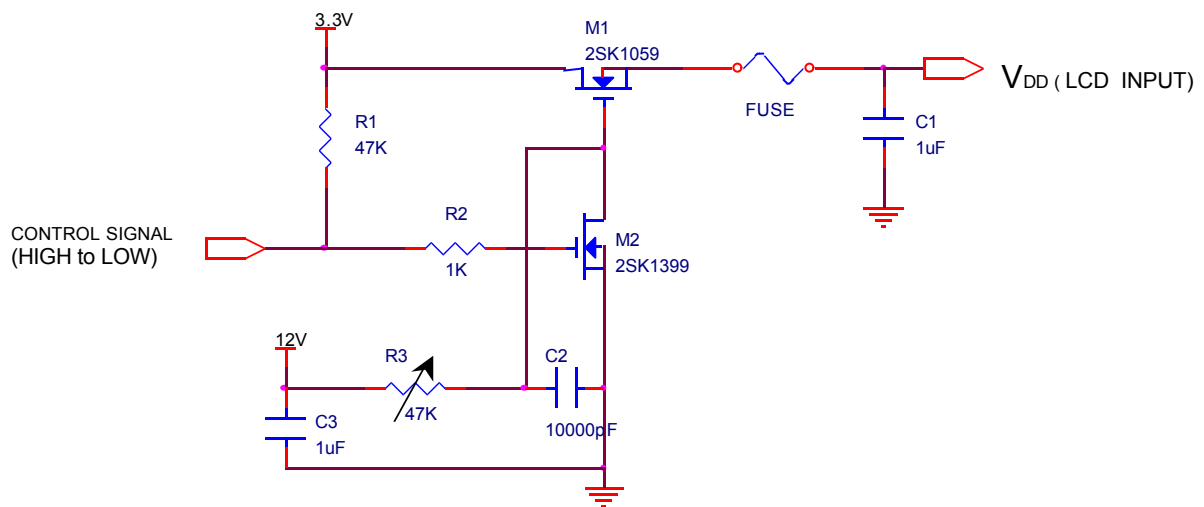 3.3V
M1
2SK1059
FUSE
VDD ( LCD INPUT)
R1
47K
C1
1uF
CONTROL SIGNAL
(HIGH to LOW)
R2
1K
M2
2SK1399
12V
R3
47K
C2
10000pF
C3
1uF